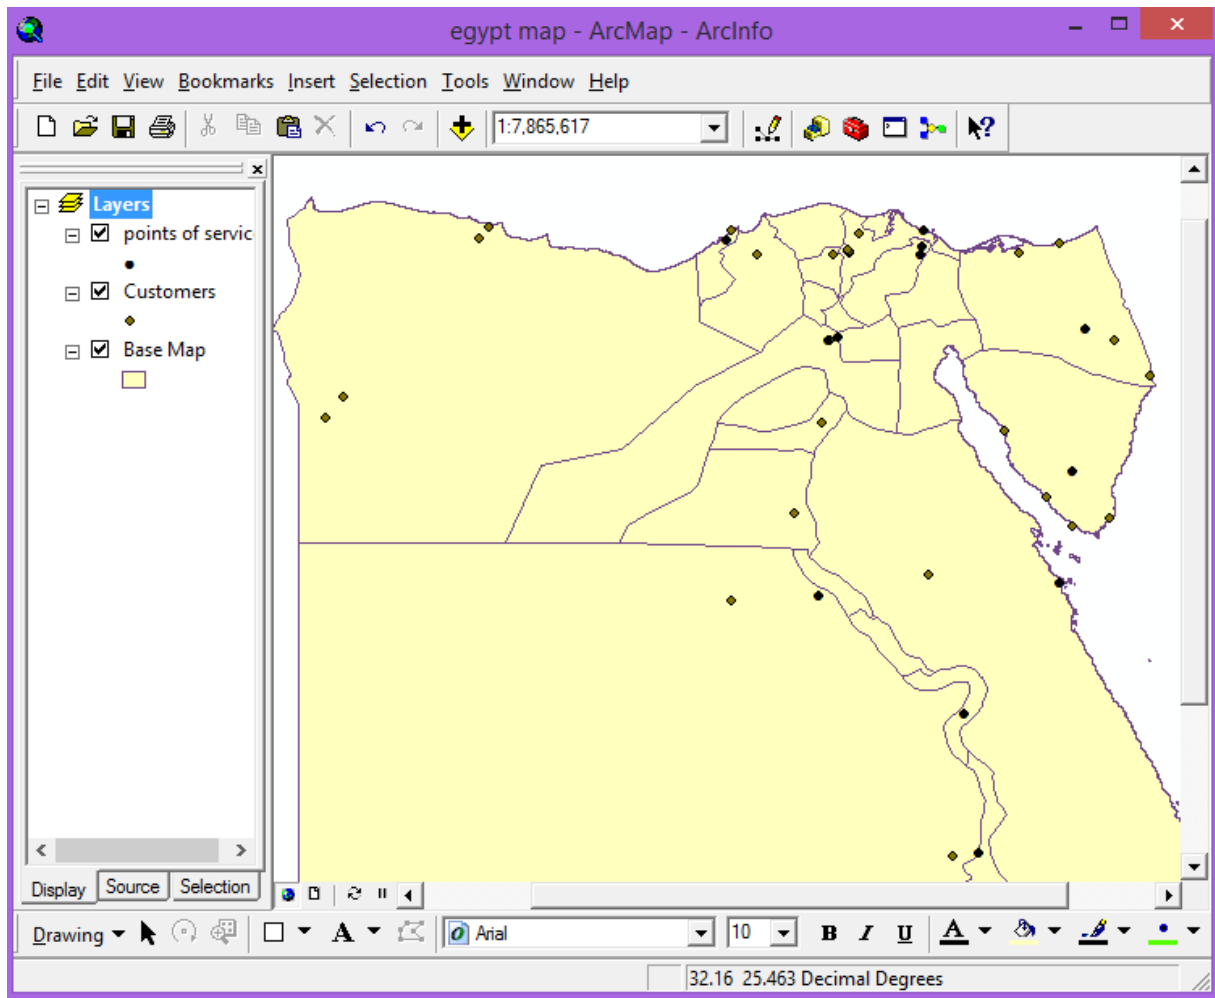 egypt map - ArcMap - ArcInfo
File Edit View Bookmarks Insert Selection Tools Window Help
1:7,865,617
Layers
points of servic
Customers
Base Map
Display Source Selection
Drawing A Arial 10 B I U A
32.16 25.463 Decimal Degrees